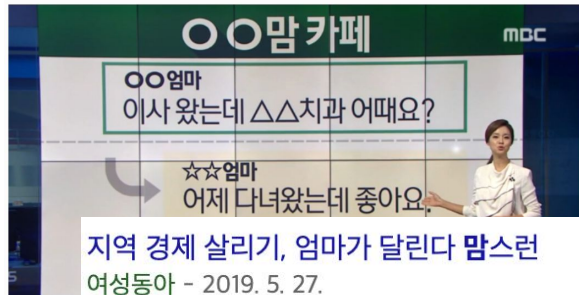 ○○맘 카페
MBC
○○엄마
이사 왔는데 △△치과 어때요?
☆☆엄마
어제 다녀왔는데 좋아요.
지역 경제 살리기, 엄마가 달린다 맘스런
여성동아 - 2019. 5. 27.